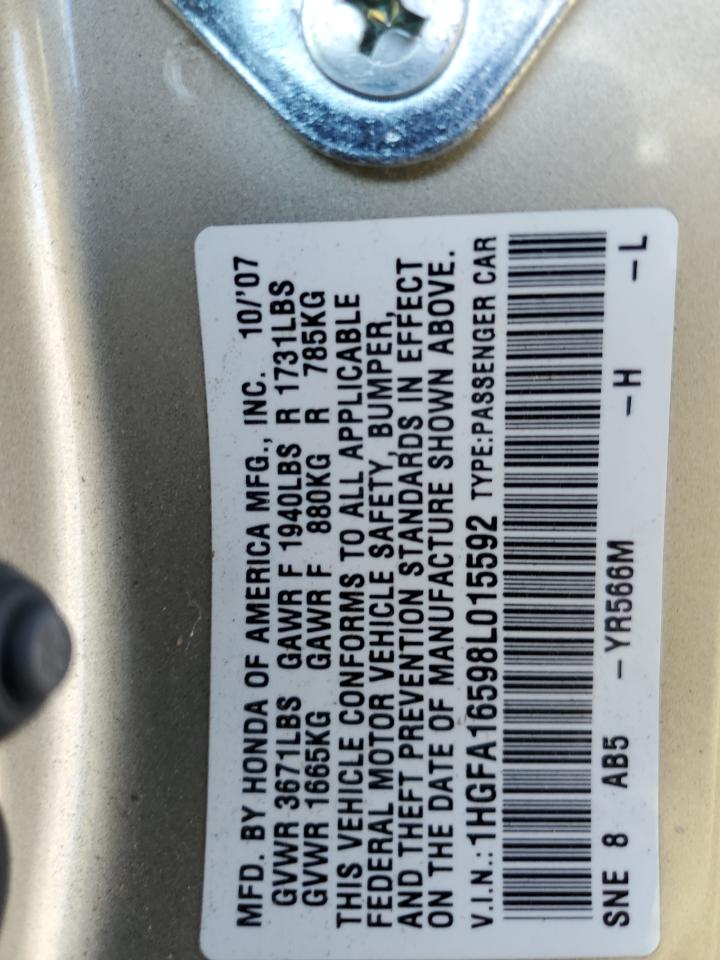 MFD. BY HONDA OF AMERICA MFG., INC. 10/'07
GVWR 3671LBS GAWR F 1940LBS R 1731LBS
GVWR 1665KG GAWR F 880KG R 785KG
THIS VEHICLE CONFORMS TO ALL APPLICABLE
FEDERAL MOTOR VEHICLE SAFETY, BUMPER,
AND THEFT PREVENTION STANDARDS IN EFFECT
ON THE DATE OF MANUFACTURE SHOWN ABOVE.
V.I.N.: 1HGFA16598L015592 TYPE:PASSENGER CAR
SNE 8 AB5 -YR566M -H -L